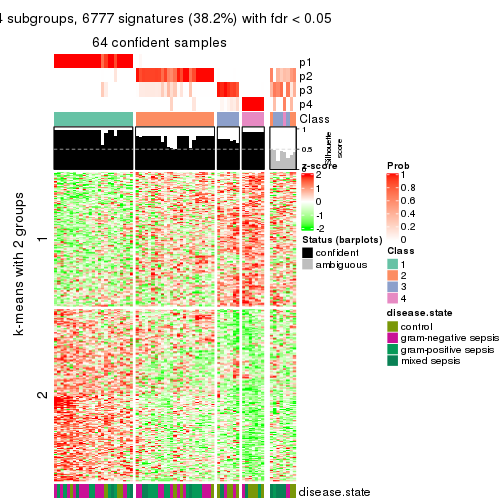 4 subgroups, 6777 signatures (38.2%) with fdr < 0.05
64 confident samples
p1
p2
p3
p4
Class
1
0.5
0
Silhouette
score
k-means with 2 groups
1
2
disease.state
z-score
2
1
0
-1
-2
Status (barplots)
confident
ambiguous
Prob
1
0.8
0.6
0.4
0.2
0
Class
1
2
3
4
disease.state
control
gram-negative sepsis
gram-positive sepsis
mixed sepsis